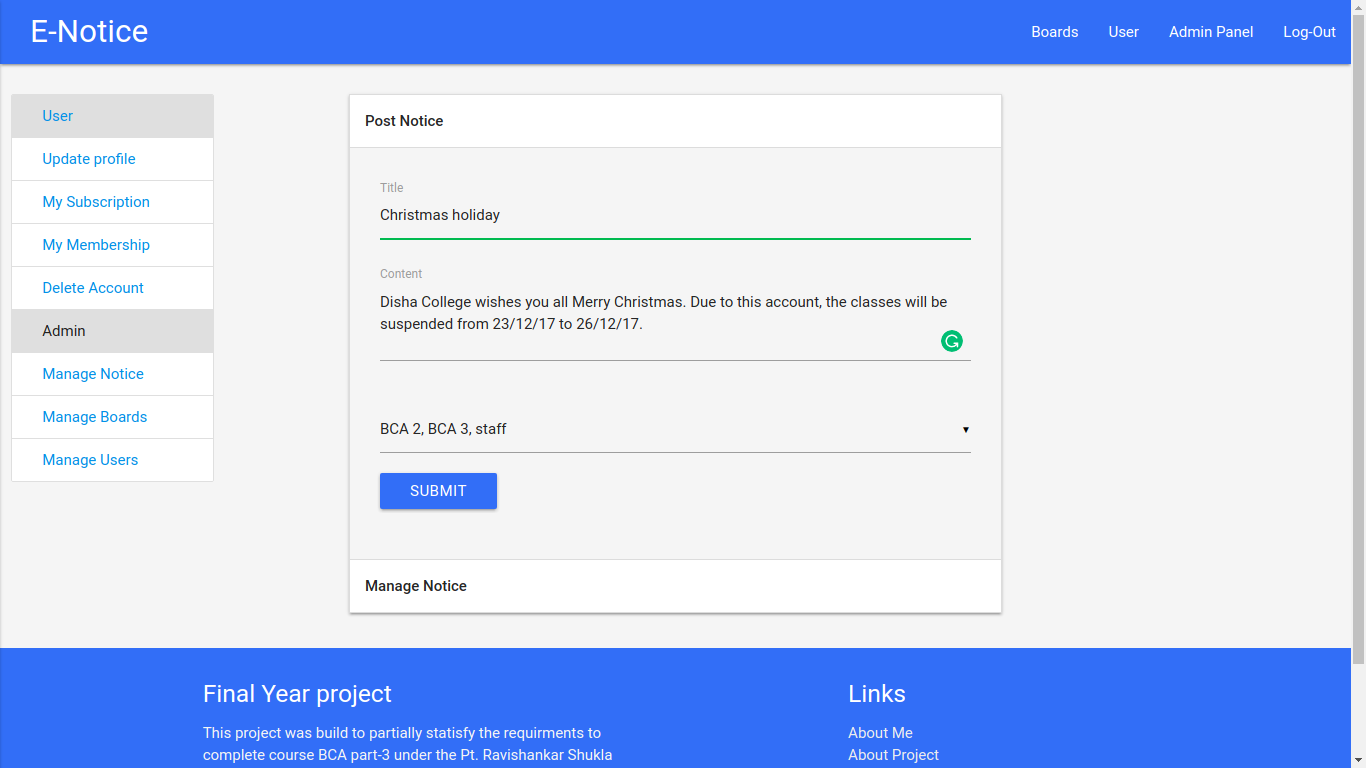 E-Notice
Boards User Admin Panel Log-Out
User
Update profile
My Subscription
My Membership
Delete Account
Admin
Manage Notice
Manage Boards
Manage Users
Post Notice
Title
Christmas holiday
Content
Disha College wishes you all Merry Christmas. Due to this account, the classes will be
suspended from 23/12/17 to 26/12/17.
BCA 2, BCA 3, staff
SUBMIT
Manage Notice
Final Year project
This project was build to partially statisfy the requirments to
complete course BCA part-3 under the Pt. Ravishankar Shukla
Links
About Me
About Project